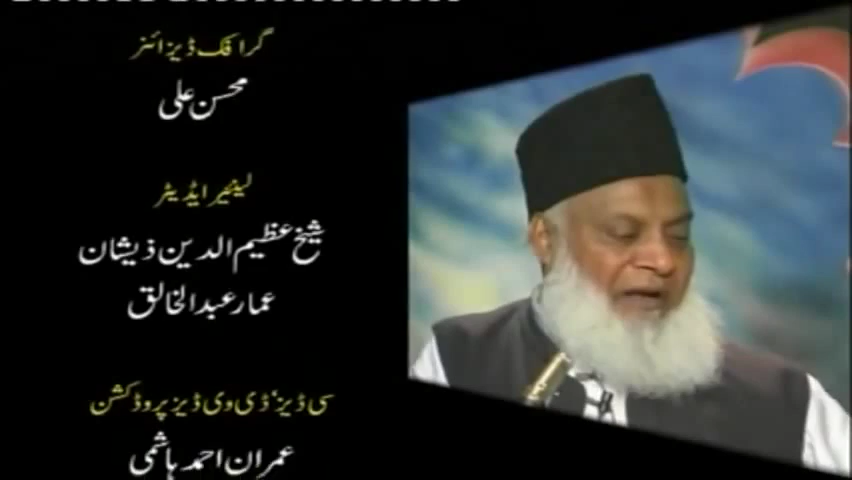 گرافک ڈیزائنز
محسن علی
لینیئر ایڈیٹر
شیخ عظیم الدین ذیشان
عمار عبدالخالق
سی ڈیز، ڈی وی ڈیز پروڈکشن
عمران احمد ہاشمی